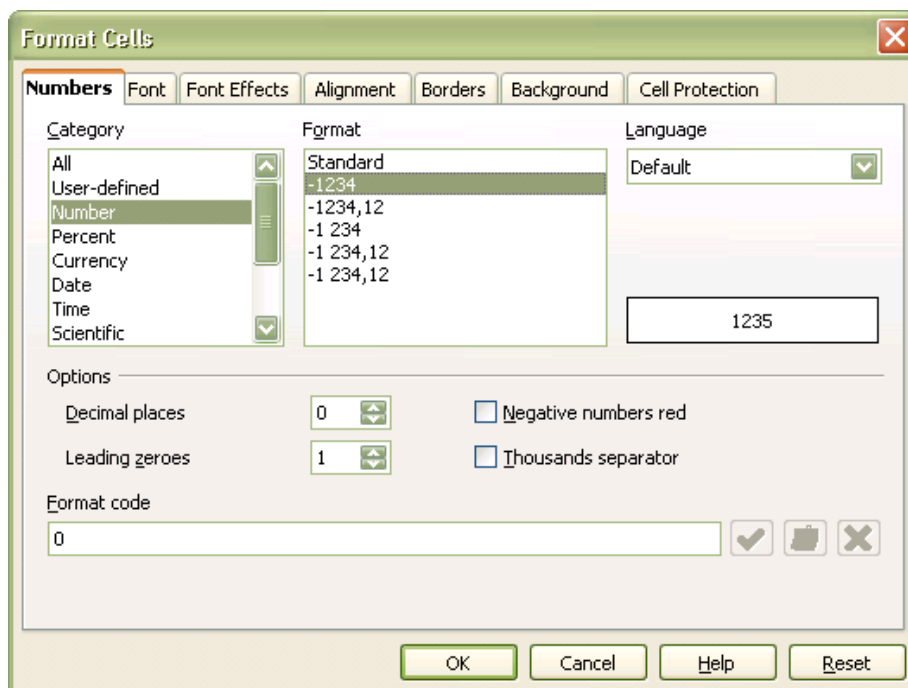 Format Cells
Numbers Font Font Effects Alignment Borders Background Cell Protection
Category
All
User-defined
Number
Percent
Currency
Date
Time
Scientific
Format
Standard
-1234
-1234,12
-1 234
-1 234,12
-1 234,12
Language
Default
1235
Options
Decimal places 0 Negative numbers red
Leading zeroes 1 Thousands separator
Format code
0
OK Cancel Help Reset